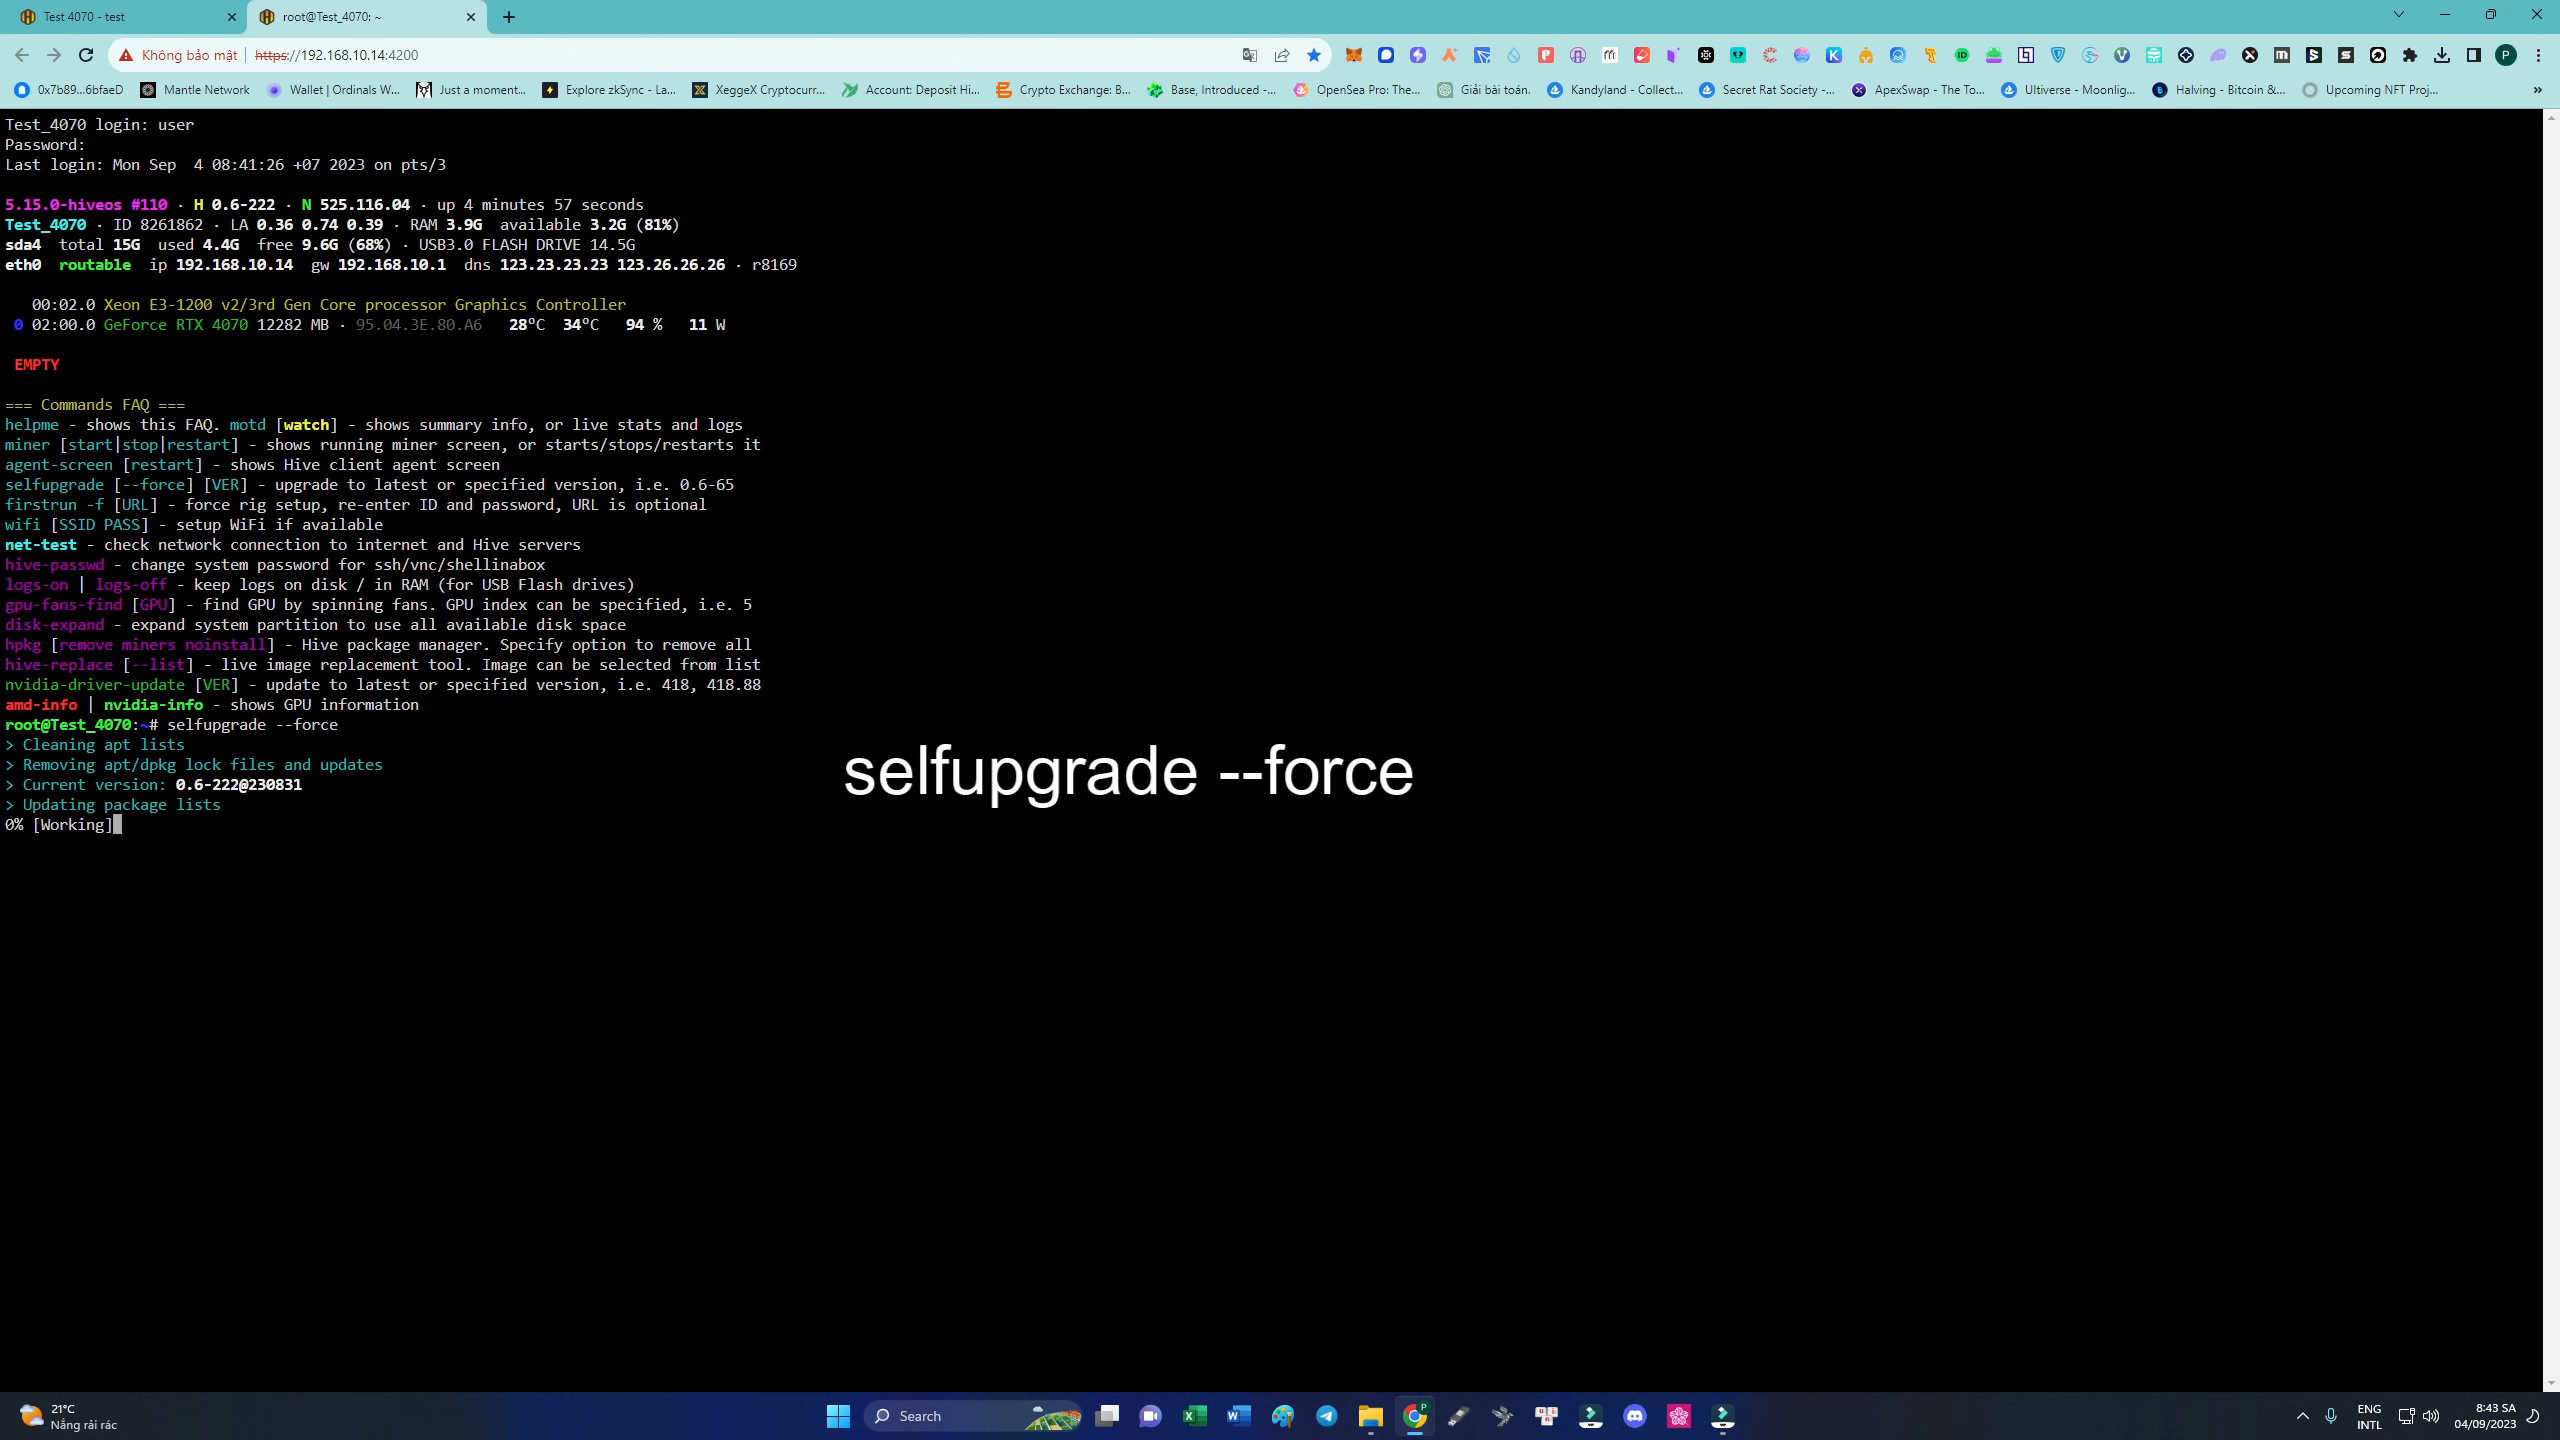 Test 4070 - test
root@Test_4070: ~
Không bảo mật
https://192.168.10.14:4200
0x7b89...6bfaeD
Mantle Network
Wallet | Ordinals W...
Just a moment...
Explore zkSync - La...
XeggeX Cryptocurr...
Account: Deposit Hi...
Crypto Exchange: B...
Base, Introduced -...
OpenSea Pro: The...
Giải bài toán.
Kandyland - Collect...
Secret Rat Society -...
ApexSwap - The To...
Ultiverse - Moonlig...
Halving - Bitcoin &...
Upcoming NFT Proj...
Test_4070 login: user
Password:
Last login: Mon Sep  4 08:41:26 +07 2023 on pts/3
5.15.0-hiveos #110 · H 0.6-222 · N 525.116.04 · up 4 minutes 57 seconds
Test_4070 · ID 8261862 · LA 0.36 0.74 0.39 · RAM 3.9G  available 3.2G (81%)
sda4  total 15G  used 4.4G  free 9.6G (68%) · USB3.0 FLASH DRIVE 14.5G
eth0  routable  ip 192.168.10.14  gw 192.168.10.1  dns 123.23.23.23 123.26.26.26 · r8169
00:02.0 Xeon E3-1200 v2/3rd Gen Core processor Graphics Controller
0 02:00.0 GeForce RTX 4070 12282 MB · 95.04.3E.80.A6   28°C  34°C   94 %   11 W
EMPTY
=== Commands FAQ ===
helpme - shows this FAQ. motd [watch] - shows summary info, or live stats and logs
miner [start|stop|restart] - shows running miner screen, or starts/stops/restarts it
agent-screen [restart] - shows Hive client agent screen
selfupgrade [--force] [VER] - upgrade to latest or specified version, i.e. 0.6-65
firstrun -f [URL] - force rig setup, re-enter ID and password, URL is optional
wifi [SSID PASS] - setup WiFi if available
net-test - check network connection to internet and Hive servers
hive-passwd - change system password for ssh/vnc/shellinabox
logs-on | logs-off - keep logs on disk / in RAM (for USB Flash drives)
gpu-fans-find [GPU] - find GPU by spinning fans. GPU index can be specified, i.e. 5
disk-expand - expand system partition to use all available disk space
hpkg [remove miners noinstall] - Hive package manager. Specify option to remove all
hive-replace [--list] - live image replacement tool. Image can be selected from list
nvidia-driver-update [VER] - update to latest or specified version, i.e. 418, 418.88
amd-info | nvidia-info - shows GPU information
root@Test_4070:~# selfupgrade --force
> Cleaning apt lists
> Removing apt/dpkg lock files and updates
> Current version: 0.6-222@230831
> Updating package lists
0% [Working]
selfupgrade --force
21°C
Nắng rải rác
Search
ENG
INTL
8:43 SA
04/09/2023